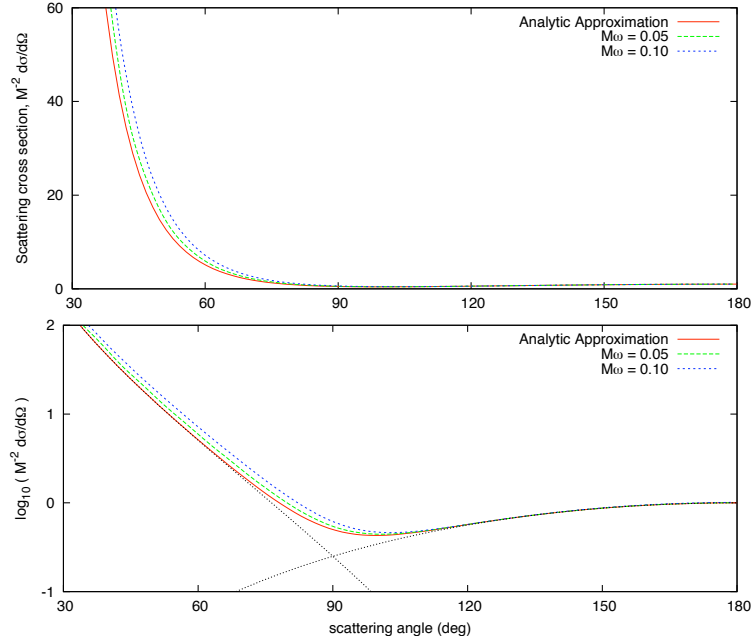 Scattering cross section, M⁻² dσ/dΩ
60
40
20
0
Analytic Approximation
Mω = 0.05
Mω = 0.10
30 60 90 120 150 180
log₁₀ ( M⁻² dσ/dΩ )
2
1
0
-1
Analytic Approximation
Mω = 0.05
Mω = 0.10
30 60 90 120 150 180
scattering angle (deg)